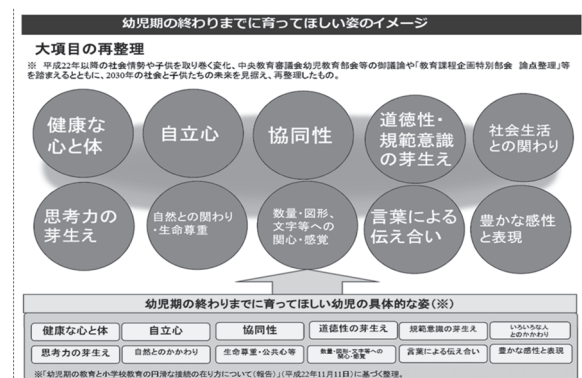 幼児期の終わりまでに育ってほしい姿のイメージ
大項目の再整理
※ 平成22年以降の社会情勢や子供を取り巻く変化、中央教育審議会幼児教育部会等の御議論や「教育課程企画特別部会 論点整理」等
を踏まえるとともに、2030年の社会と子供たちの未来を見据え、再整理したもの。
健康な
心と体
自立心
協同性
道徳性・
規範意識
の芽生え
社会生活
との関わり
思考力の
芽生え
自然との関わり
・生命尊重
数量・図形、
文字等への
関心・感覚
言葉による
伝え合い
豊かな感性
と表現
幼児期の終わりまでに育ってほしい幼児の具体的な姿(※)
健康な心と体
自立心
協同性
道徳性の芽生え
規範意識の芽生え
いろいろな人
とのかかわり
思考力の芽生え
自然とのかかわり
生命尊重・公共心等
数量・図形・文字等への
関心・感覚
言葉による伝え合い
豊かな感性と表現
※「幼児期の教育と小学校教育の円滑な接続の在り方について(報告)」(平成22年11月11日)に基づく整理。